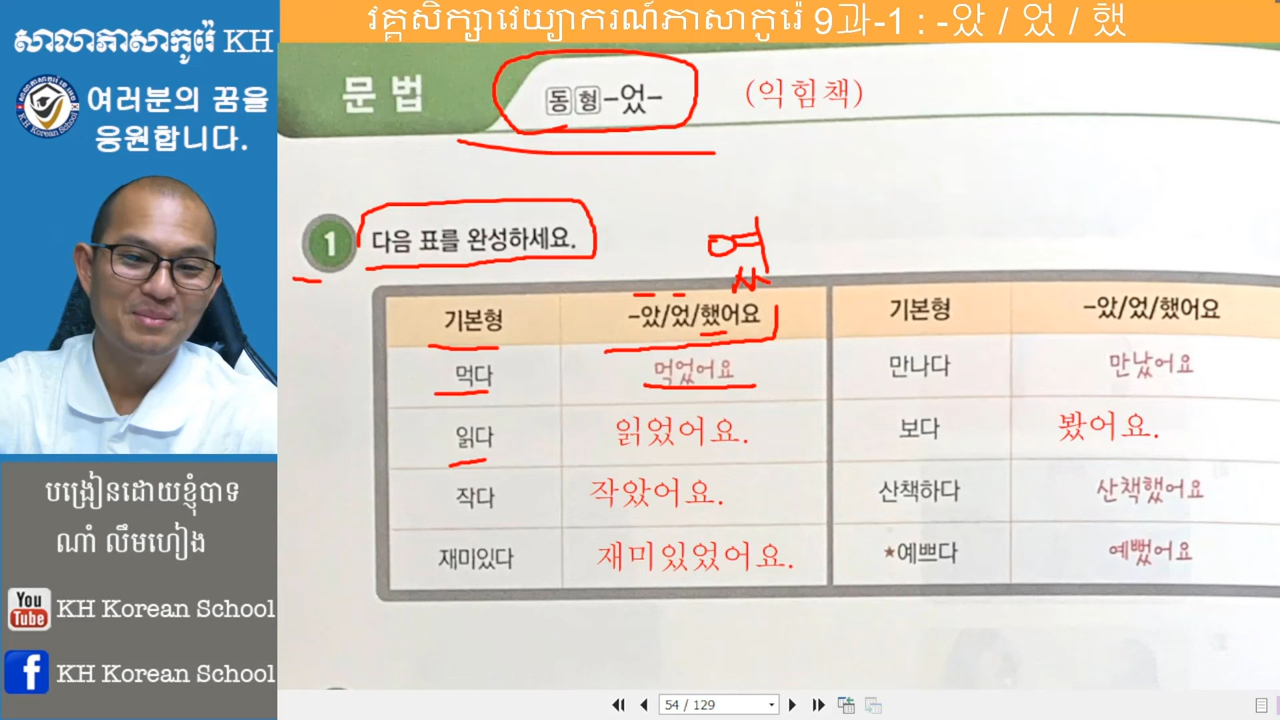 វគ្គសិក្សាវេយ្យាករណ៍ភាសាកូរ៉េ 9과-1 : -았 / 었 / 했
សាលាភាសាកូរ៉េ KH
여러분의 꿈을
응원합니다.
문 법 동 형 -었- (익힘책)
1 다음 표를 완성하세요.
기본형 -았/었/했어요 기본형 -았/었/했어요
먹다 먹었어요 만나다 만났어요
읽다 읽었어요. 보다 봤어요.
작다 작았어요. 산책하다 산책했어요
재미있다 재미있었어요. ★예쁘다 예뻤어요
បង្រៀនដោយខ្ញុំបាទ
ណាំ លឹមហៀង
You Tube KH Korean School
f KH Korean School
54 / 129